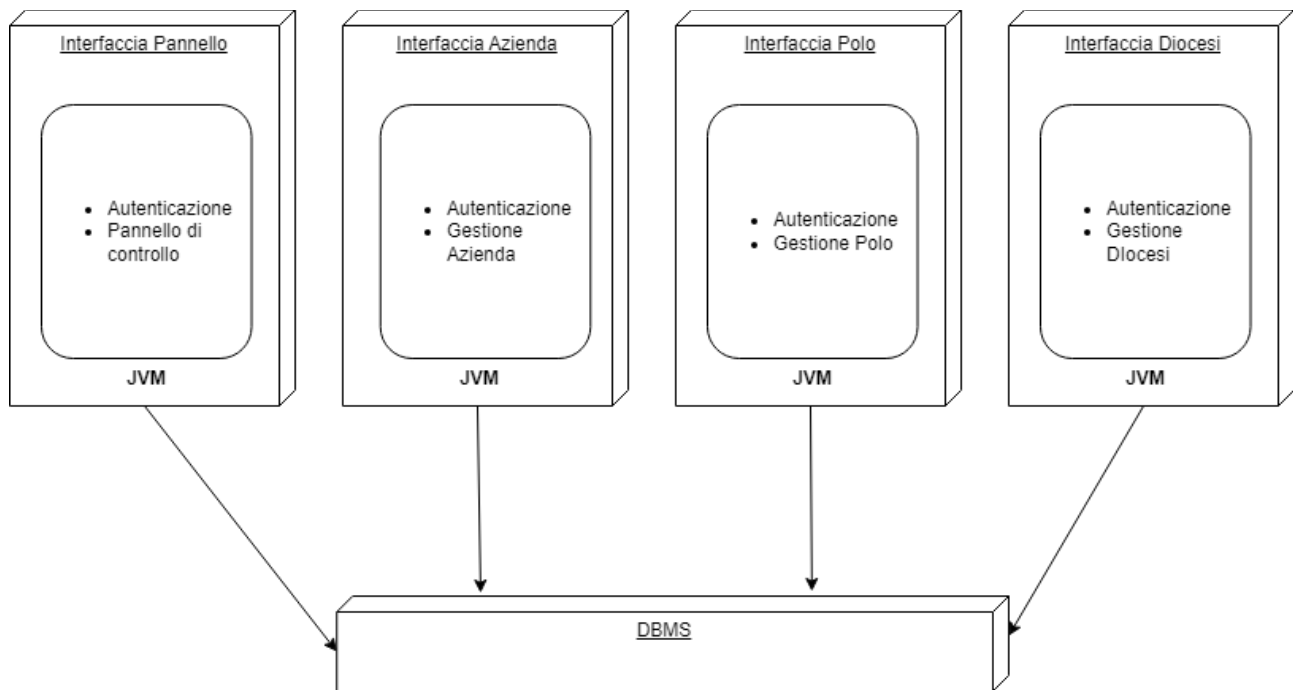 Interfaccia Pannello
Autenticazione
Pannello di
controllo
JVM
Interfaccia Azienda
Autenticazione
Gestione
Azienda
JVM
Interfaccia Polo
Autenticazione
Gestione Polo
JVM
Interfaccia Diocesi
Autenticazione
Gestione
DIocesi
JVM
DBMS